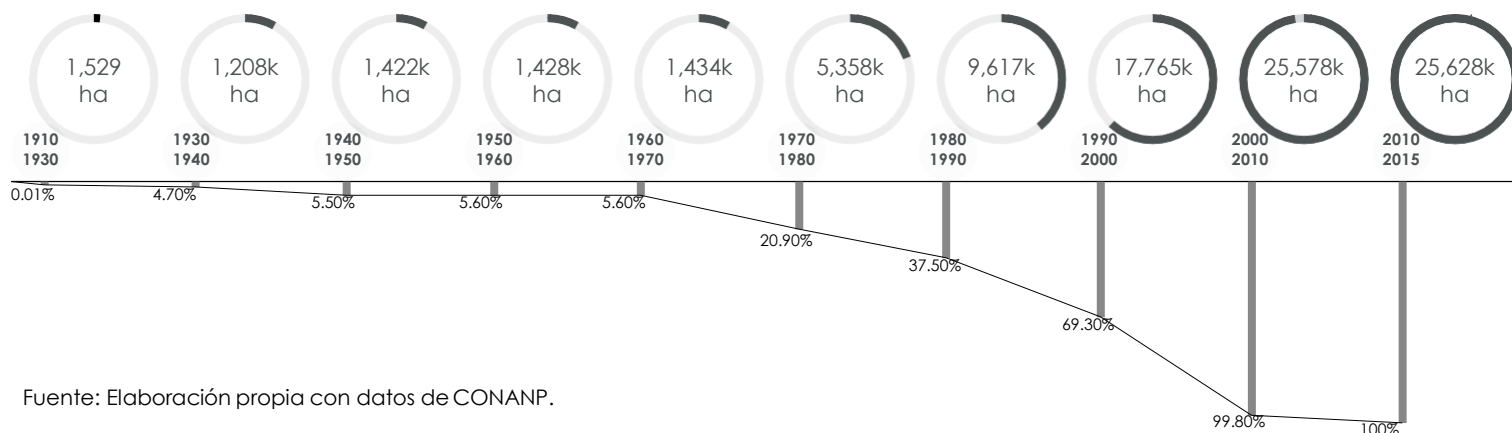 1,529
ha
1,208k
ha
1,422k
ha
1,428k
ha
1,434k
ha
5,358k
ha
9,617k
ha
17,765k
ha
25,578k
ha
25,628k
ha
1910
1930
1930
1940
1940
1950
1950
1960
1960
1970
1970
1980
1980
1990
1990
2000
2000
2010
2010
2015
0.01%
4.70%
5.50%
5.60%
5.60%
20.90%
37.50%
69.30%
99.80%
100%
Fuente: Elaboración propia con datos de CONANP.